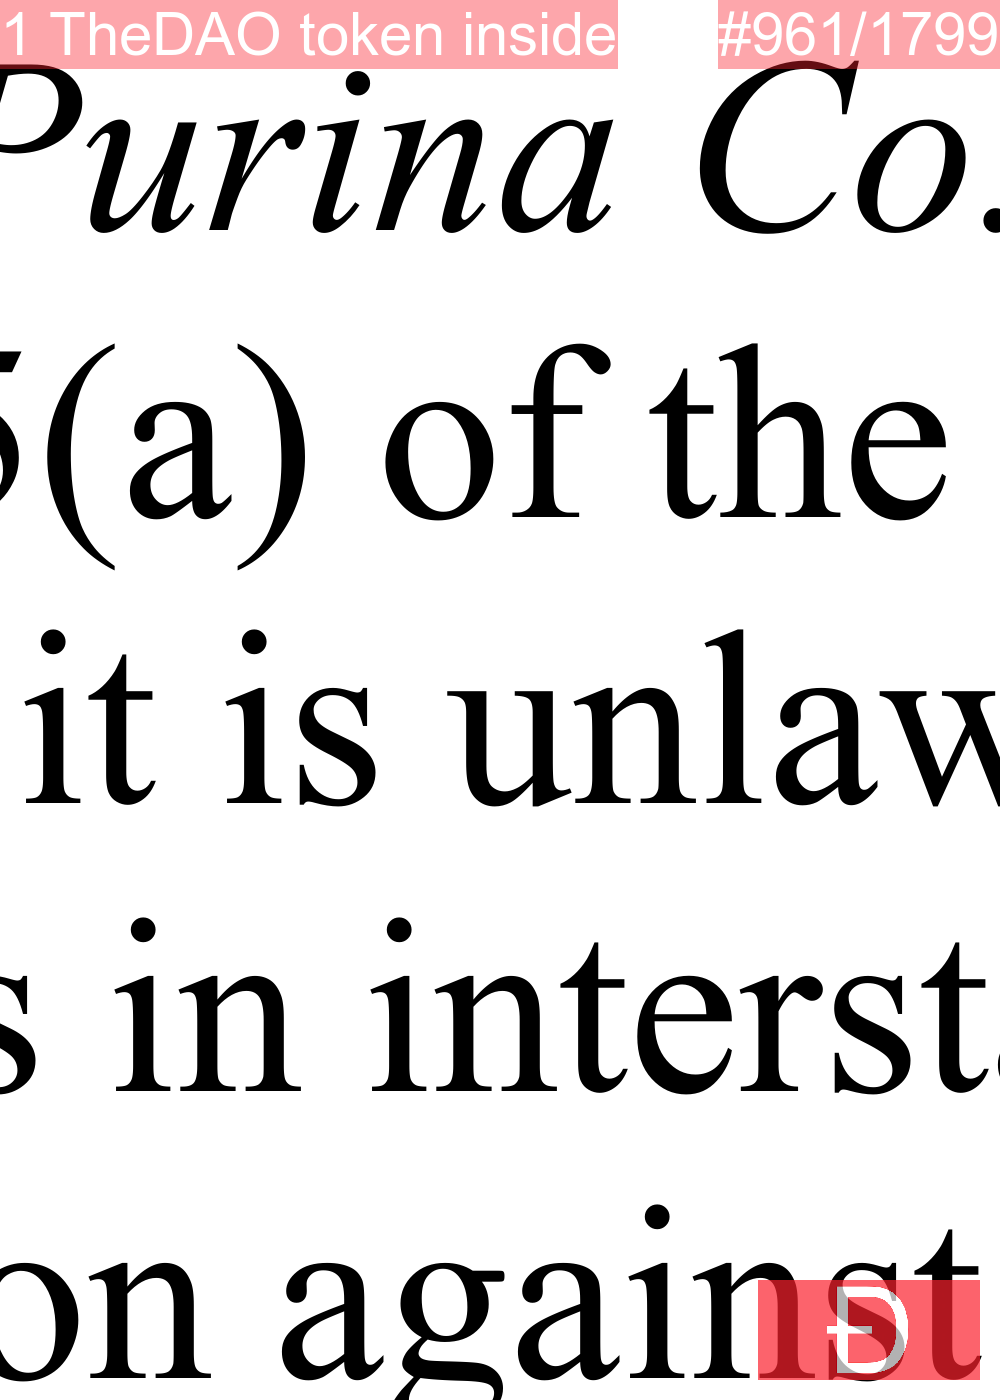 1 TheDAO token inside #961/1799
Purina Co.
5(a) of the
it is unlaw
s in interst
on against
Đ